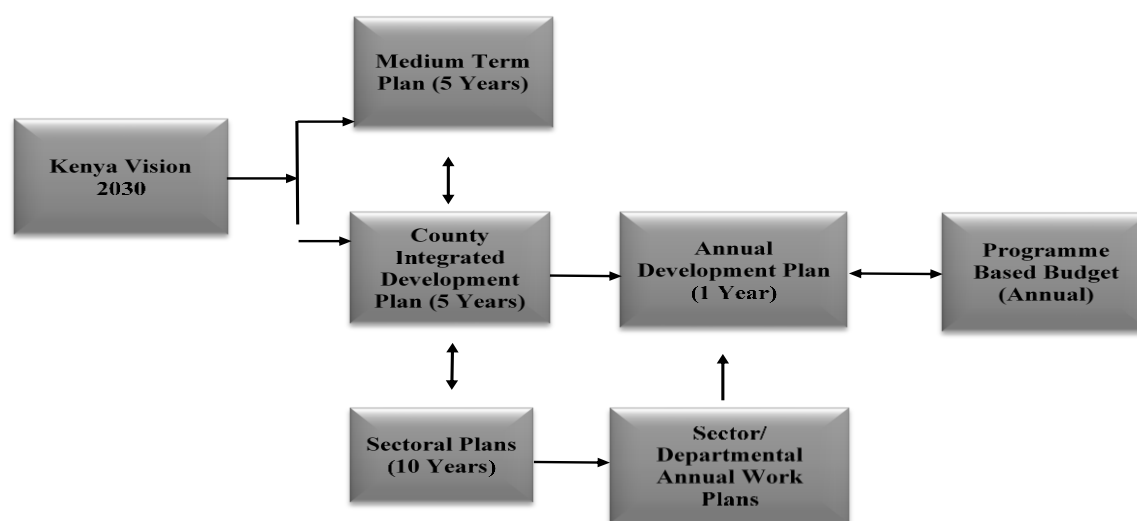 Medium Term
Plan (5 Years)
Kenya Vision
2030
County
Integrated
Development
Plan (5 Years)
Annual
Development Plan
(1 Year)
Programme
Based Budget
(Annual)
Sectoral Plans
(10 Years)
Sector/
Departmental
Annual Work
Plans